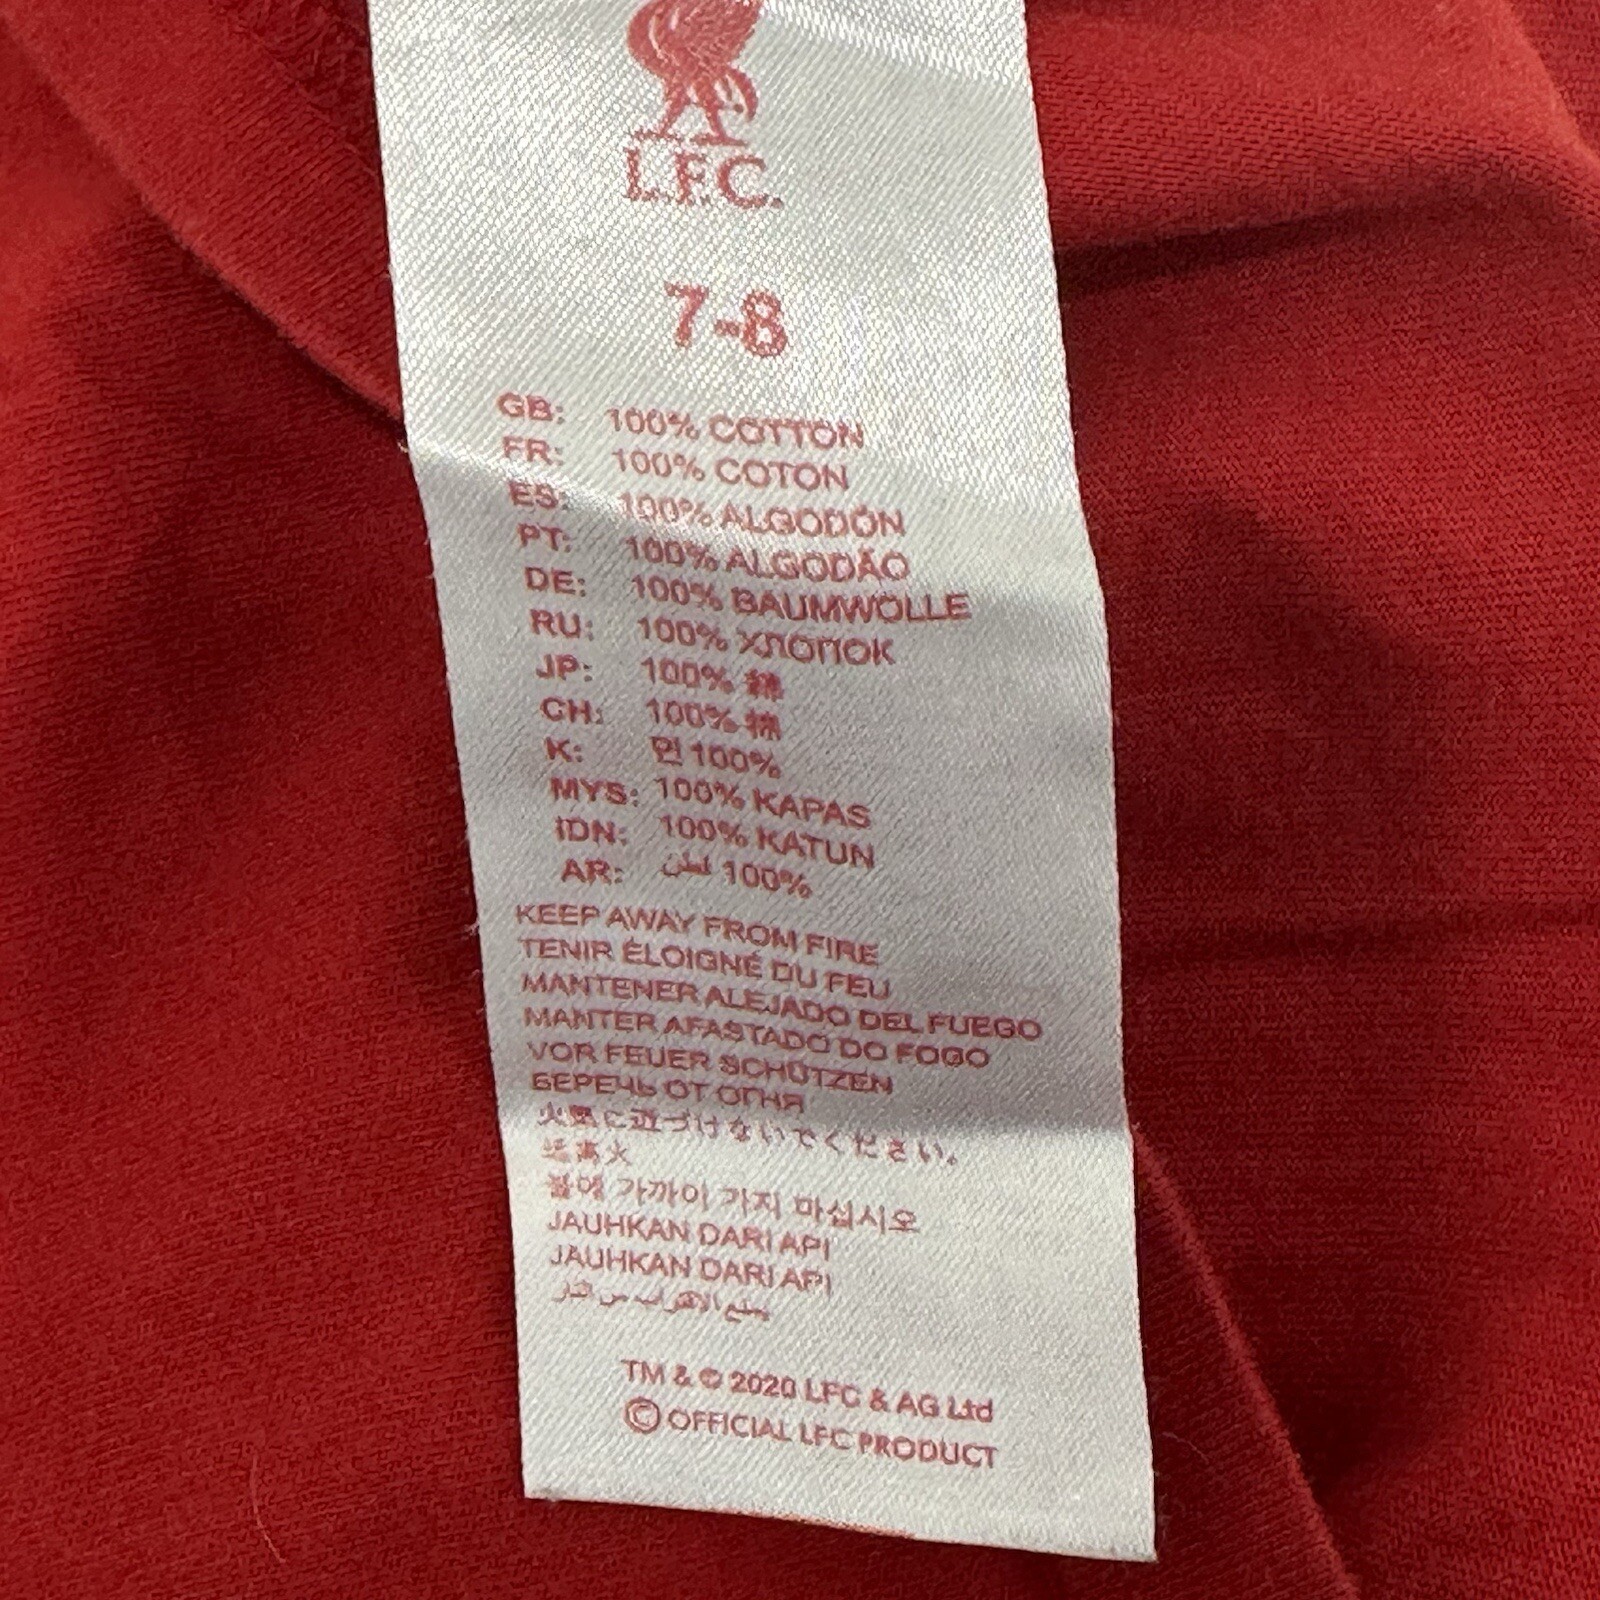 L.F.C.
7-8
GB: 100% COTTON
FR: 100% COTON
ES: 100% ALGODÓN
PT: 100% ALGODÃO
DE: 100% BAUMWOLLE
RU: 100% ХЛОПОК
JP: 100% 綿
CH: 100% 棉
K: 면 100%
MYS: 100% KAPAS
IDN: 100% KATUN
AR: 100%
KEEP AWAY FROM FIRE
TENIR ÉLOIGNÉ DU FEU
MANTENER ALEJADO DEL FUEGO
MANTER AFASTADO DO FOGO
VOR FEUER SCHÜTZEN
БЕРЕЧЬ ОТ ОГНЯ
火気に近づけないでください。
远离火
불에 가까이 가지 마십시오
JAUHKAN DARI API
JAUHKAN DARI API
TM & © 2020 LFC & AG Ltd
© OFFICIAL LFC PRODUCT